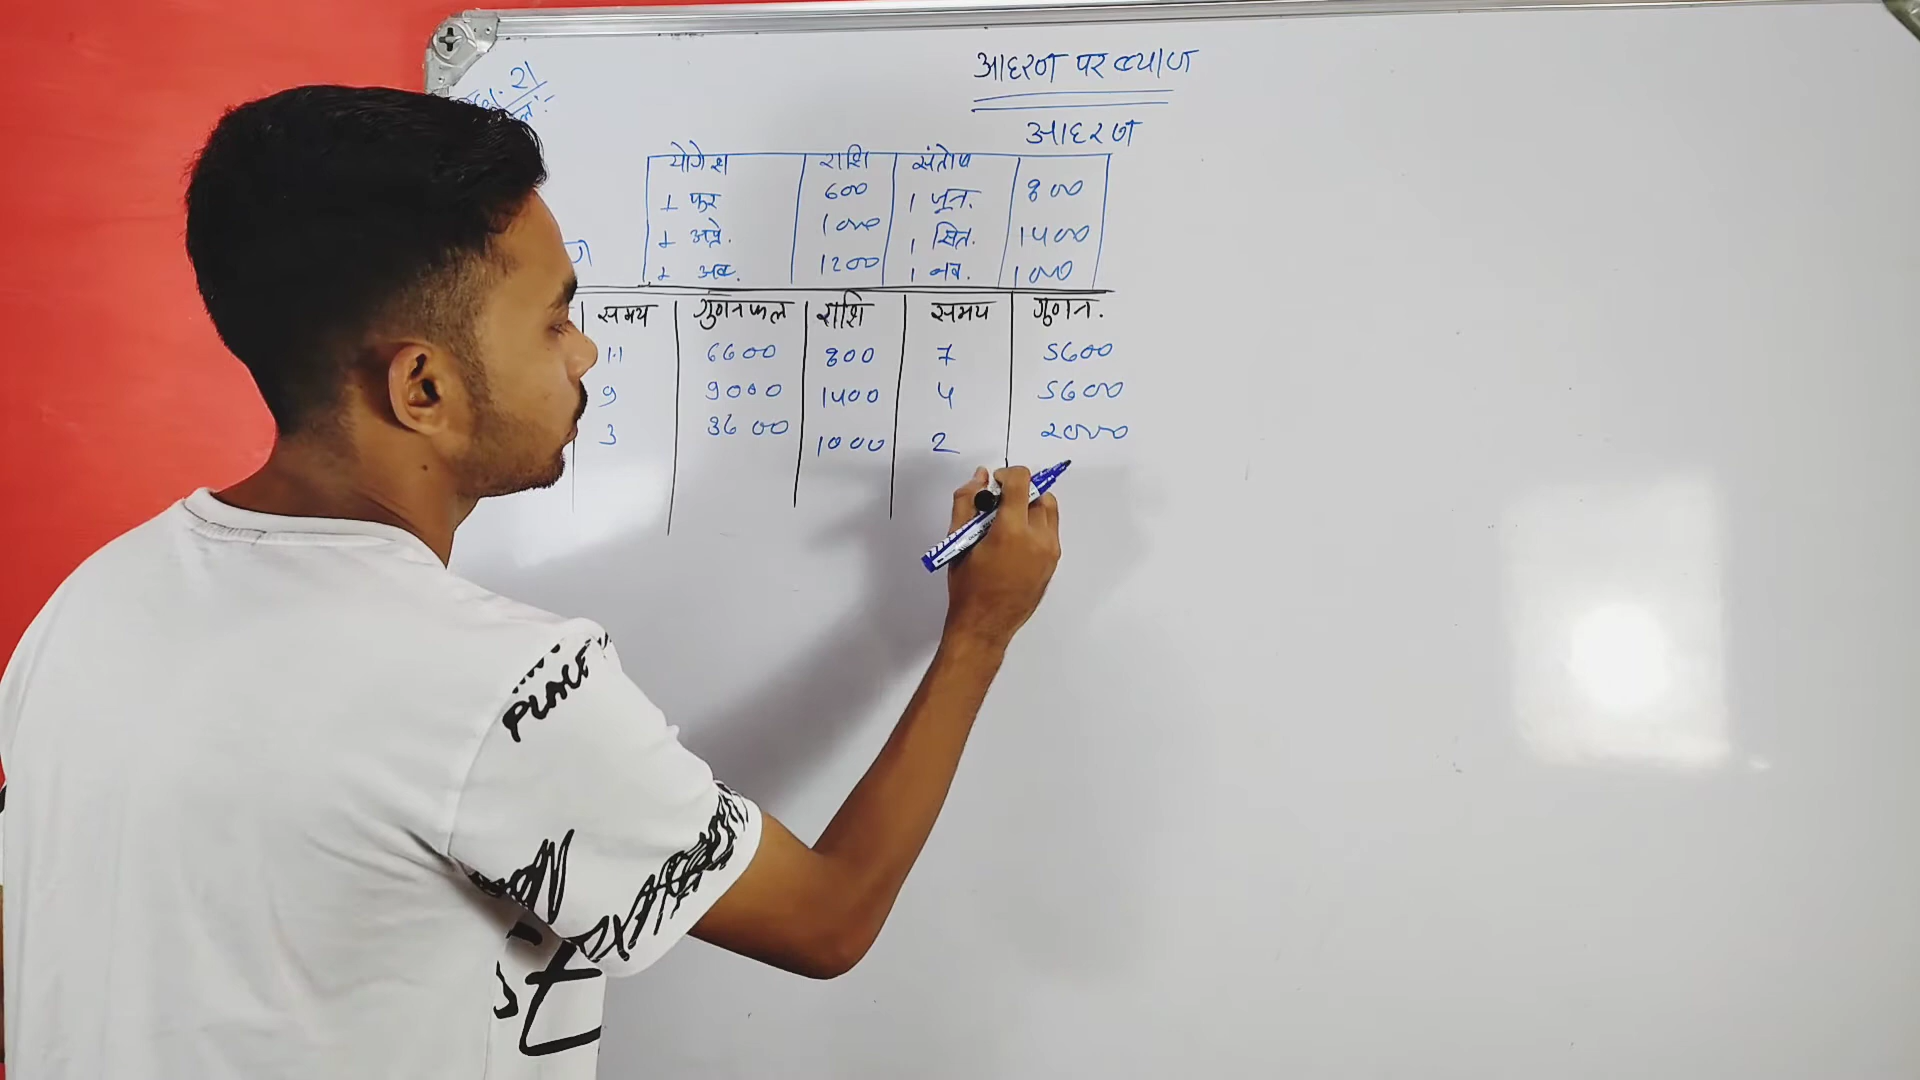 आहरण पर ब्याज
आहरण
योगेश राशि संतोष
1 फर 600 1 जून. 800
1 अप्रे. 1000 1 सित. 1400
1 अक. 1200 1 नव. 1000
समय गुणनफल राशि समय गुणन.
11 6600 800 7 5600
9 9000 1400 4 5600
3 3600 1000 2 2000
PLACE